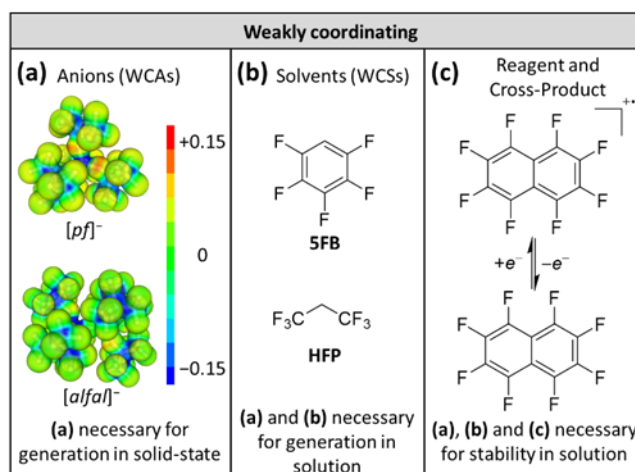 Weakly coordinating
(a) Anions (WCAs)
+0.15
0
−0.15
[pf]⁻
[alfal]⁻
(a) necessary for
generation in solid-state
(b) Solvents (WCSs)
F
F F
F F
5FB
F₃C CF₃
HFP
(a) and (b) necessary
for generation in
solution
(c) Reagent and
Cross-Product
+•
F F
F F
F F
F F
+e⁻ −e⁻
F F
F F
F F
F F
(a), (b) and (c) necessary
for stability in solution